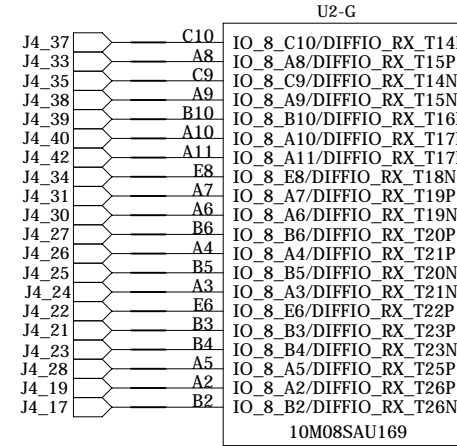 U2-G
J4_37 C10 IO_8_C10/DIFFIO_RX_T14
J4_33 A8 IO_8_A8/DIFFIO_RX_T15P
J4_35 C9 IO_8_C9/DIFFIO_RX_T14N
J4_38 A9 IO_8_A9/DIFFIO_RX_T15N
J4_39 B10 IO_8_B10/DIFFIO_RX_T16
J4_40 A10 IO_8_A10/DIFFIO_RX_T17
J4_42 A11 IO_8_A11/DIFFIO_RX_T17
J4_34 E8 IO_8_E8/DIFFIO_RX_T18N
J4_31 A7 IO_8_A7/DIFFIO_RX_T19P
J4_30 A6 IO_8_A6/DIFFIO_RX_T19N
J4_27 B6 IO_8_B6/DIFFIO_RX_T20P
J4_26 A4 IO_8_A4/DIFFIO_RX_T21P
J4_25 B5 IO_8_B5/DIFFIO_RX_T20N
J4_24 A3 IO_8_A3/DIFFIO_RX_T21N
J4_22 E6 IO_8_E6/DIFFIO_RX_T22P
J4_21 B3 IO_8_B3/DIFFIO_RX_T23P
J4_23 B4 IO_8_B4/DIFFIO_RX_T23N
J4_28 A5 IO_8_A5/DIFFIO_RX_T25P
J4_19 A2 IO_8_A2/DIFFIO_RX_T26P
J4_17 B2 IO_8_B2/DIFFIO_RX_T26N
10M08SAU169